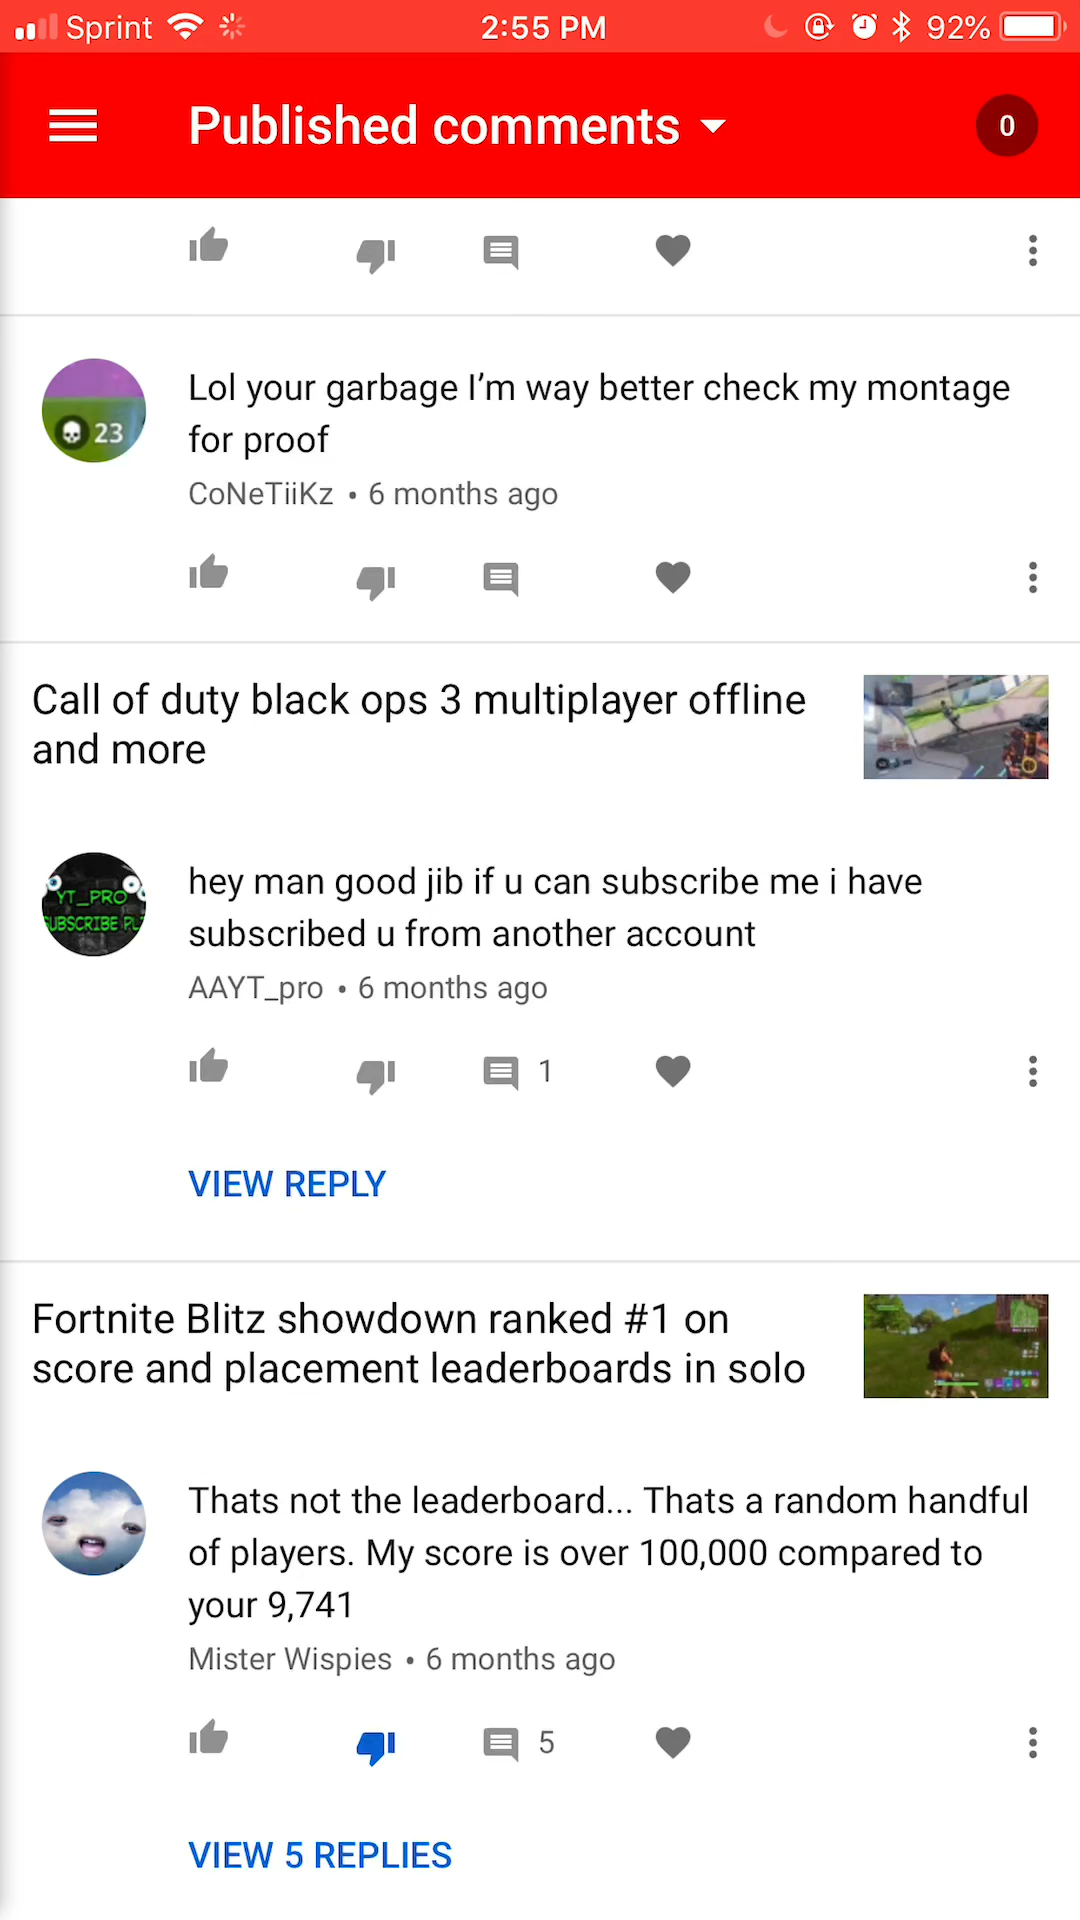 Sprint 2:55 PM 92%
Published comments 0
Lol your garbage I’m way better check my montage
for proof
CoNeTiiKz • 6 months ago
23
Call of duty black ops 3 multiplayer offline
and more
hey man good jib if u can subscribe me i have
subscribed u from another account
AAYT_pro • 6 months ago
YT_PRO
SUBSCRIBE PLZ
1
VIEW REPLY
Fortnite Blitz showdown ranked #1 on
score and placement leaderboards in solo
Thats not the leaderboard... Thats a random handful
of players. My score is over 100,000 compared to
your 9,741
Mister Wispies • 6 months ago
5
VIEW 5 REPLIES